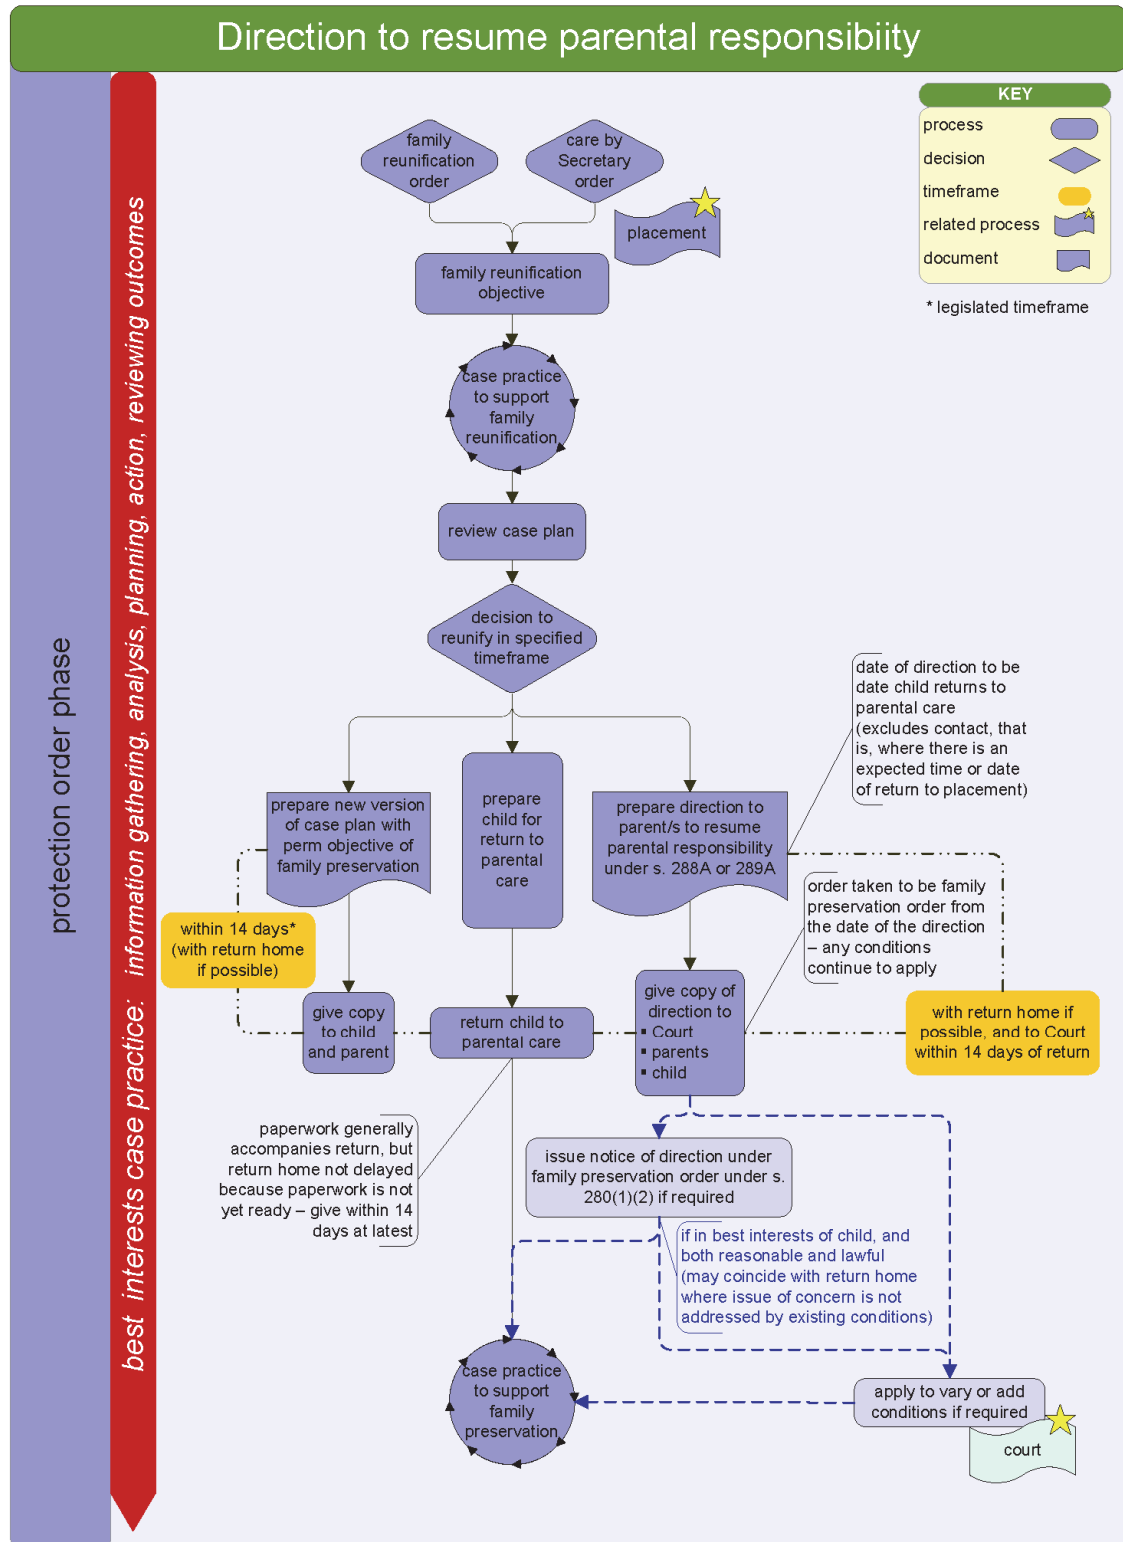 Direction to resume parental responsibiity
protection order phase
best interests case practice: information gathering, analysis, planning, action, reviewing outcomes
KEY
process
decision
timeframe
related process
document
* legislated timeframe
family
reunification
order
care by
Secretary
order
placement
family reunification
objective
case practice
to support
family
reunification
review case plan
decision to
reunify in specified
timeframe
date of direction to be
date child returns to
parental care
(excludes contact, that
is, where there is an
expected time or date
of return to placement)
prepare new version
of case plan with
perm objective of
family preservation
prepare
child for
return to
parental
care
prepare direction to
parent/s to resume
parental responsibility
under s. 288A or 289A
order taken to be family
preservation order from
the date of the direction
– any conditions
continue to apply
within 14 days*
(with return home
if possible)
give copy
to child
and parent
return child to
parental care
give copy of
direction to
▪ Court
▪ parents
▪ child
with return home if
possible, and to Court
within 14 days of return
paperwork generally
accompanies return, but
return home not delayed
because paperwork is not
yet ready – give within 14
days at latest
issue notice of direction under
family preservation order under s.
280(1)(2) if required
if in best interests of child, and
both reasonable and lawful
(may coincide with return home
where issue of concern is not
addressed by existing conditions)
case practice
to support
family
preservation
apply to vary or add
conditions if required
court